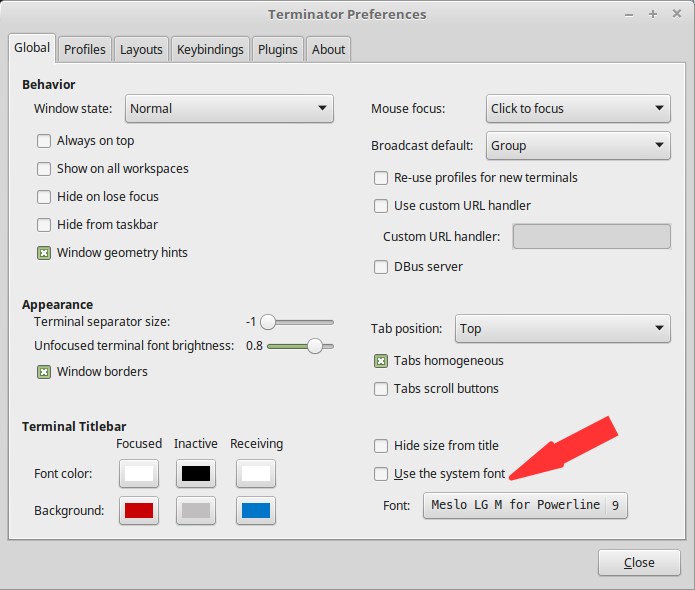 Terminator Preferences
Global Profiles Layouts Keybindings Plugins About
Behavior
Window state: Normal
Always on top
Show on all workspaces
Hide on lose focus
Hide from taskbar
Window geometry hints
Mouse focus: Click to focus
Broadcast default: Group
Re-use profiles for new terminals
Use custom URL handler
Custom URL handler:
DBus server
Appearance
Terminal separator size: -1
Unfocused terminal font brightness: 0.8
Window borders
Tab position: Top
Tabs homogeneous
Tabs scroll buttons
Terminal Titlebar
Focused Inactive Receiving
Font color:
Background:
Hide size from title
Use the system font
Font: Meslo LG M for Powerline 9
Close